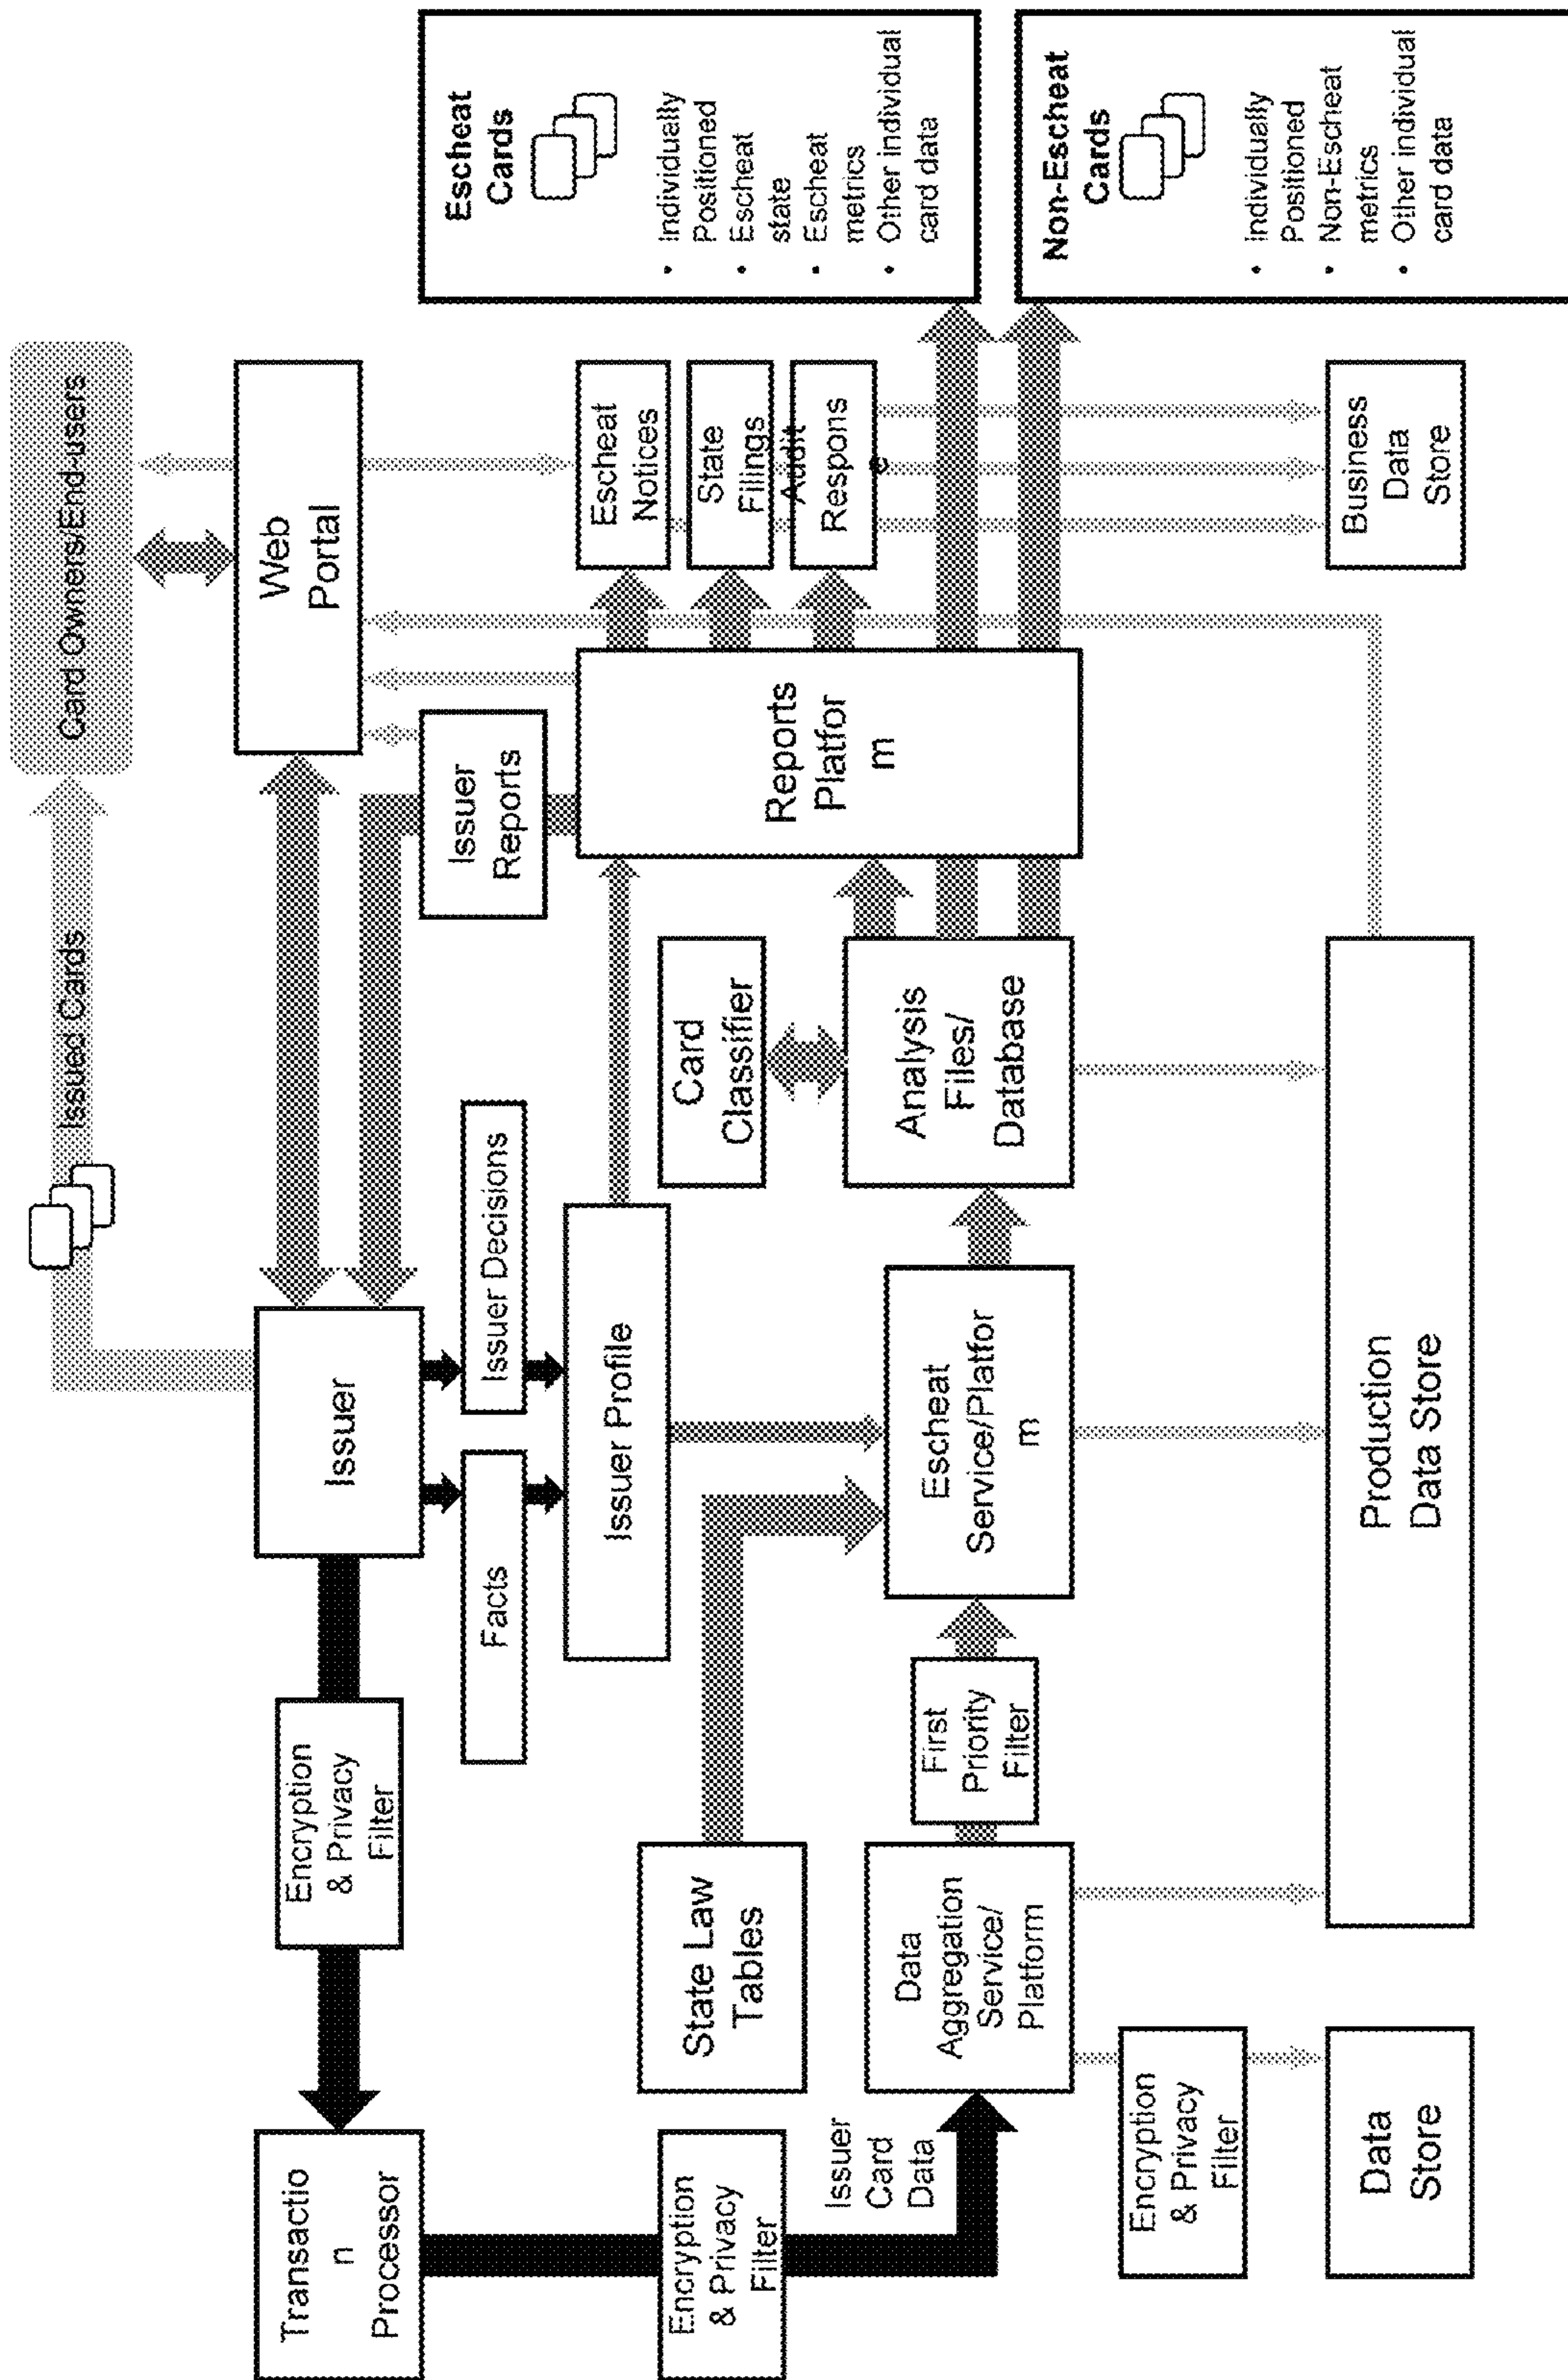 Card Owners/End users
Issued Cards
Transactio
n
Processor
Encryption
& Privacy
Filter
Issuer
Web
Portal
Issuer
Reports
Facts
Issuer Decisions
Issuer Profile
Escheat
Cards
• Individually
Positioned
• Escheat
state
• Escheat
metrics
• Other individual
card data
Encryption
& Privacy
Filter
State Law
Tables
Card
Classifier
Reports
Platfor
m
Escheat
Notices
State
Filings
Audit
Respons
e
Issuer
Card
Data
Data
Aggregation
Service/
Platform
First
Priority
Filter
Escheat
Service/Platfor
m
Analysis
Files/
Database
Non-Escheat
Cards
• Individually
Positioned
• Non-Escheat
metrics
• Other individual
card data
Encryption
& Privacy
Filter
Data
Store
Production
Data Store
Business
Data
Store